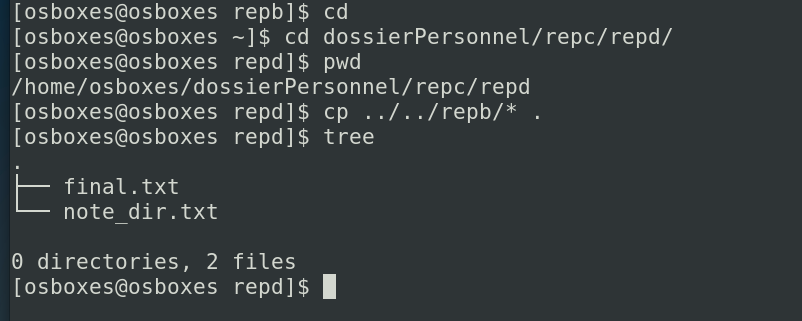 [osboxes@osboxes repb]$ cd
[osboxes@osboxes ~]$ cd dossierPersonnel/repc/repd/
[osboxes@osboxes repd]$ pwd
/home/osboxes/dossierPersonnel/repc/repd
[osboxes@osboxes repd]$ cp ../../repb/* .
[osboxes@osboxes repd]$ tree
.
├── final.txt
└── note_dir.txt

0 directories, 2 files
[osboxes@osboxes repd]$